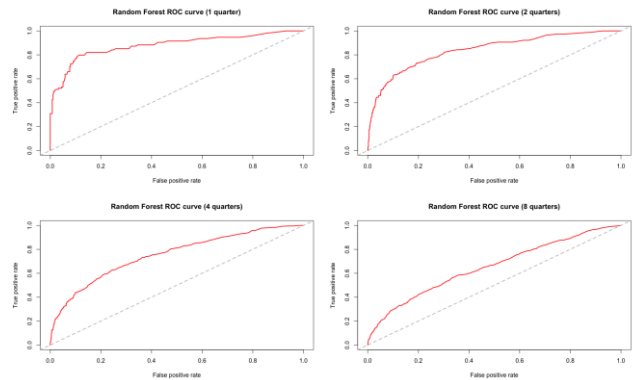 Random Forest ROC curve (1 quarter)
True positive rate
0.0 0.2 0.4 0.6 0.8 1.0
0.0 0.2 0.4 0.6 0.8 1.0
False positive rate
Random Forest ROC curve (2 quarters)
True positive rate
0.0 0.2 0.4 0.6 0.8 1.0
0.0 0.2 0.4 0.6 0.8 1.0
False positive rate
Random Forest ROC curve (4 quarters)
True positive rate
0.0 0.2 0.4 0.6 0.8 1.0
0.0 0.2 0.4 0.6 0.8 1.0
False positive rate
Random Forest ROC curve (8 quarters)
True positive rate
0.0 0.2 0.4 0.6 0.8 1.0
0.0 0.2 0.4 0.6 0.8 1.0
False positive rate